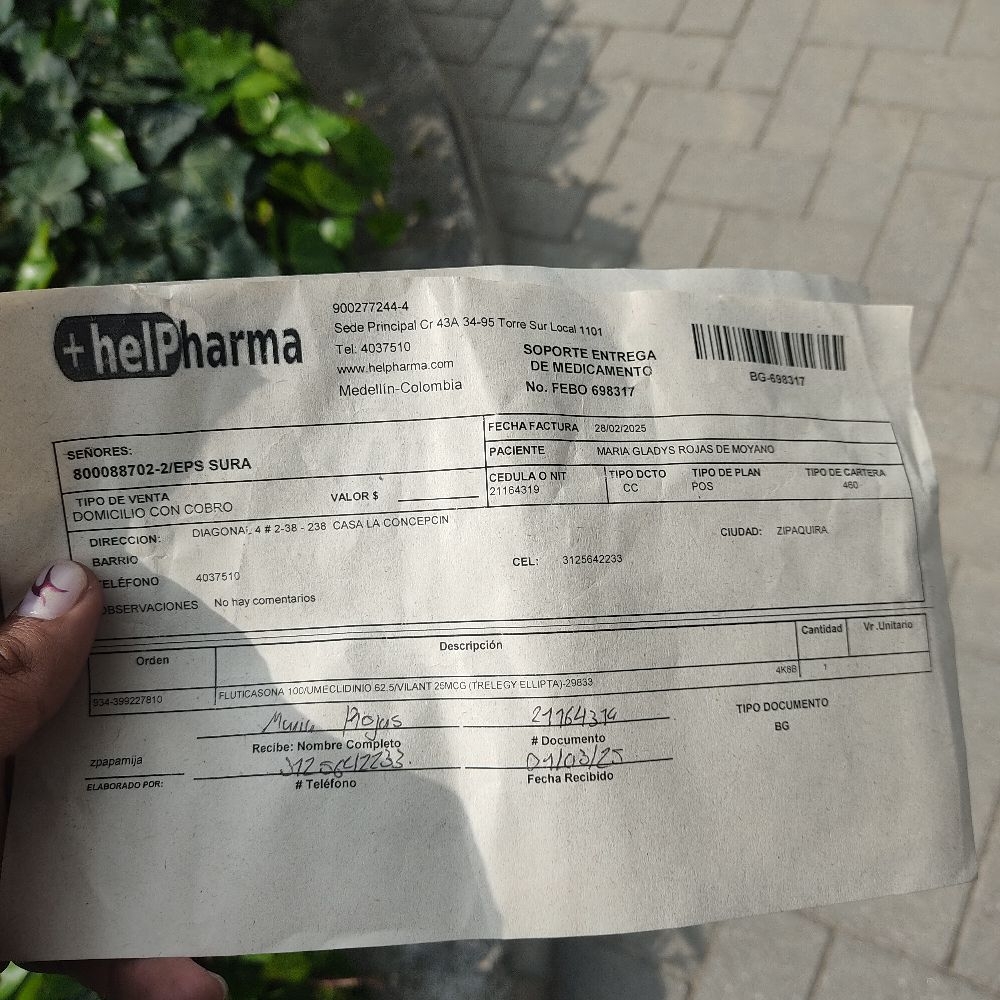 +helPharma
900277244-4
Sede Principal Cr 43A 34-95 Torre Sur Local 1101
Tel: 4037510
www.helpharma.com
Medellín-Colombia
SOPORTE ENTREGA
DE MEDICAMENTO
No. FEBO 698317
BG-698317
SEÑORES:
800088702-2/EPS SURA
FECHA FACTURA 28/02/2025
PACIENTE MARIA GLADYS ROJAS DE MOYANO
CEDULA O NIT TIPO DCTO TIPO DE PLAN TIPO DE CARTERA
21164319 CC POS 460
TIPO DE VENTA VALOR $
DOMICILIO CON COBRO
DIRECCION: DIAGONAL 4 # 2-38 - 238 CASA LA CONCEPCIN CIUDAD: ZIPAQUIRA
BARRIO CEL: 3125642233
TELÉFONO 4037510
OBSERVACIONES No hay comentarios
Orden Descripción Cantidad Vr .Unitario
934-399227810 FLUTICASONA 100/UMECLIDINIO 62,5/VILANT 25MCG (TRELEGY ELLIPTA)-29833 4K8B 1
Rojas 21164319
Recibe: Nombre Completo # Documento
TIPO DOCUMENTO
BG
zpapamija 3125642233 01/03/25
ELABORADO POR: # Teléfono Fecha Recibido